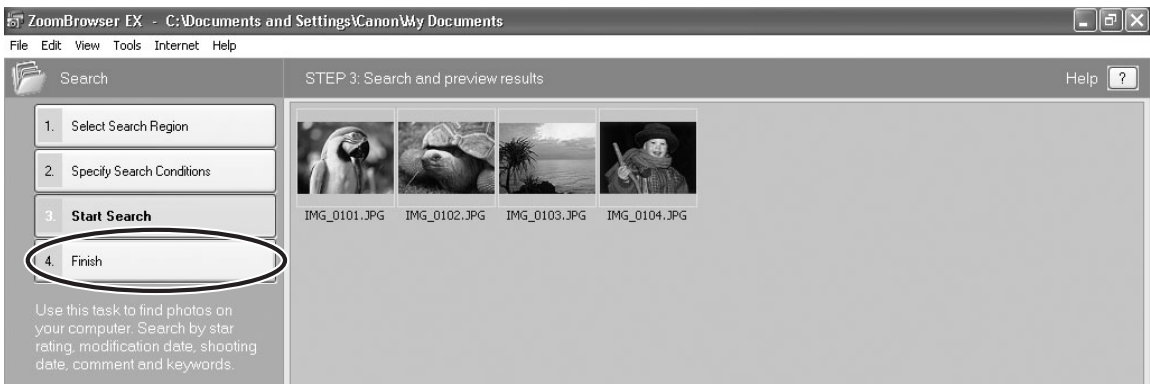 ZoomBrowser EX - C:\Documents and Settings\Canon\My Documents
File Edit View Tools Internet Help
Search
STEP 3: Search and preview results
Help ?
1. Select Search Region
2. Specify Search Conditions
3. Start Search
4. Finish
Use this task to find photos on
your computer. Search by star
rating, modification date, shooting
date, comment and keywords.
IMG_0101.JPG IMG_0102.JPG IMG_0103.JPG IMG_0104.JPG